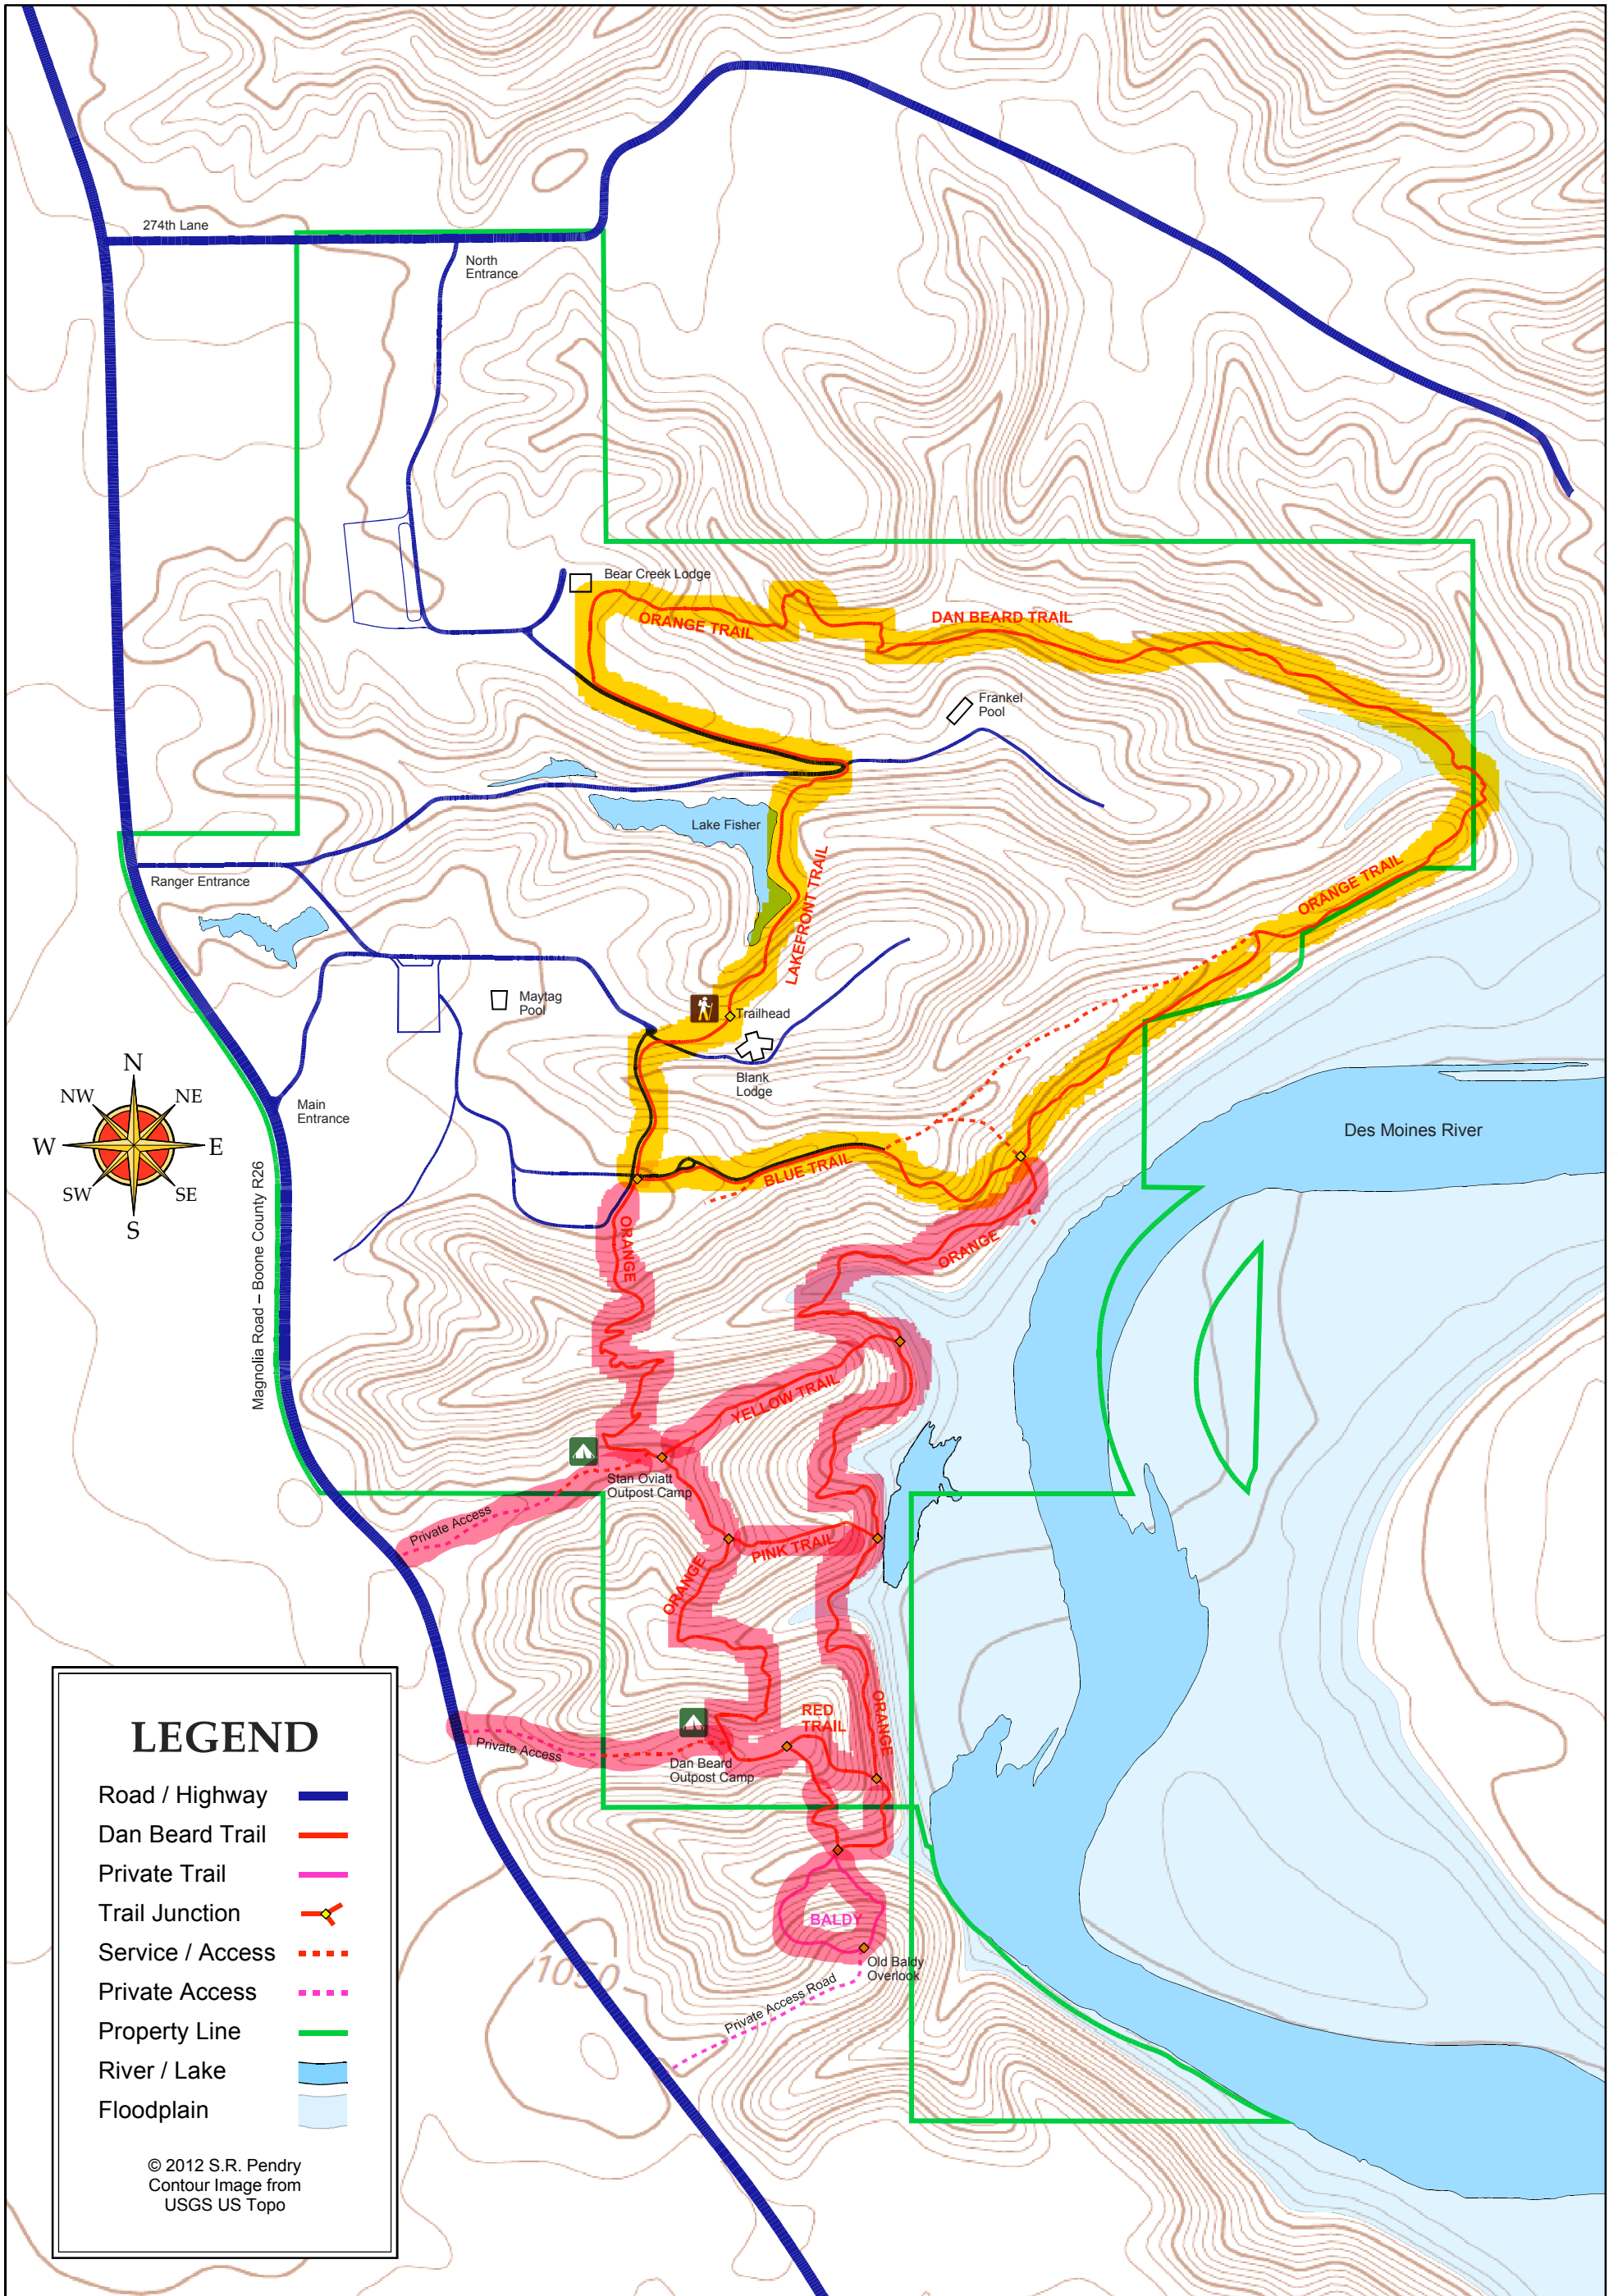 274th Lane
North
Entrance
Bear Creek Lodge
ORANGE TRAIL
DAN BEARD TRAIL
Frankel
Pool
Lake Fisher
LAKEFRONT TRAIL
ORANGE TRAIL
Ranger Entrance
Maytag
Pool
Trailhead
Blank
Lodge
Main
Entrance
N
NW
NE
W
E
SW
SE
S
Des Moines River
BLUE TRAIL
Magnolia Road – Boone County R26
ORANGE
ORANGE
YELLOW TRAIL
Stan Oviatt
Outpost Camp
Private Access
PINK TRAIL
ORANGE
RED
TRAIL
ORANGE
Private Access
Dan Beard
Outpost Camp
BALDY
Old Baldy
Overlook
Private Access Road
1050
LEGEND
Road / Highway
Dan Beard Trail
Private Trail
Trail Junction
Service / Access
Private Access
Property Line
River / Lake
Floodplain
© 2012 S.R. Pendry
Contour Image from
USGS US Topo